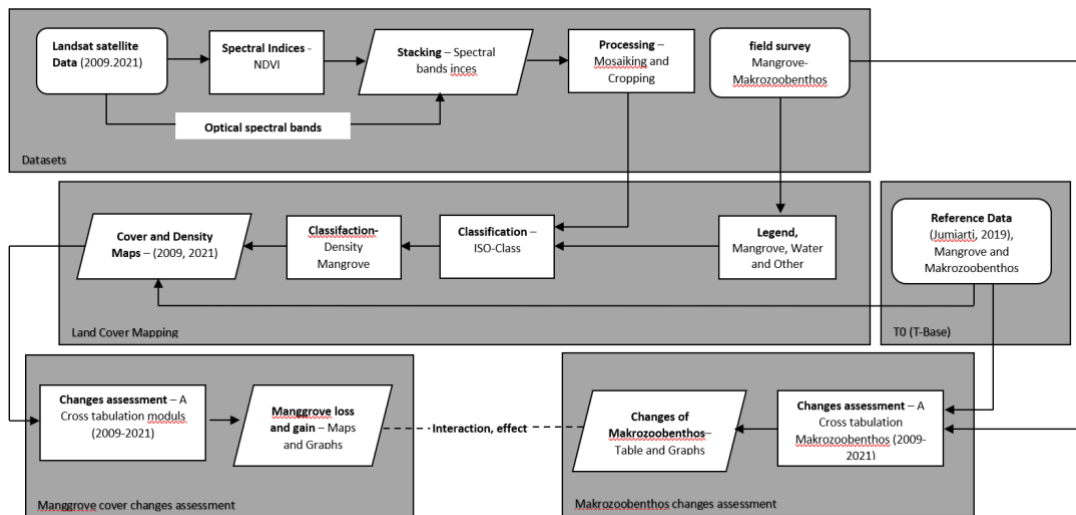 Landsat satellite
Data (2009.2021)
Spectral Indices -
NDVI
Stacking – Spectral
bands inces
Processing –
Mosaiking and
Cropping
field survey
Mangrove-
Makrozoobenthos
Optical spectral bands
Datasets
Cover and Density
Maps – (2009, 2021)
Classifaction-
Density
Mangrove
Classification –
ISO-Class
Legend,
Mangrove, Water
and Other
Reference Data
(Jumiarti, 2019),
Mangrove and
Makrozoobenthos
Land Cover Mapping
T0 (T-Base)
Changes assessment – A
Cross tabulation moduls
(2009-2021)
Manggrove loss
and gain – Maps
and Graphs
Interaction, effect
Changes of
Makrozoobenthos–
Table and Graphs
Changes assessment – A
Cross tabulation
Makrozoobenthos (2009-
2021)
Manggrove cover changes assessment
Makrozoobenthos changes assessment